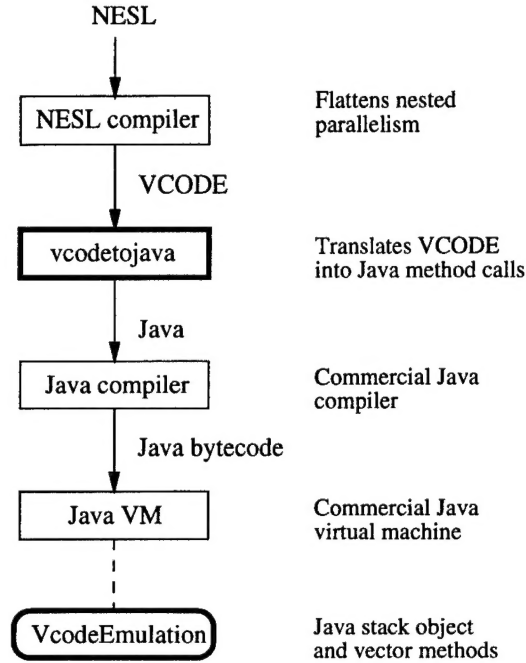 NESL
NESL compiler
Flattens nested
parallelism
VCODE
vcodetojava
Translates VCODE
into Java method calls
Java
Java compiler
Commercial Java
compiler
Java bytecode
Java VM
Commercial Java
virtual machine
VcodeEmulation
Java stack object
and vector methods